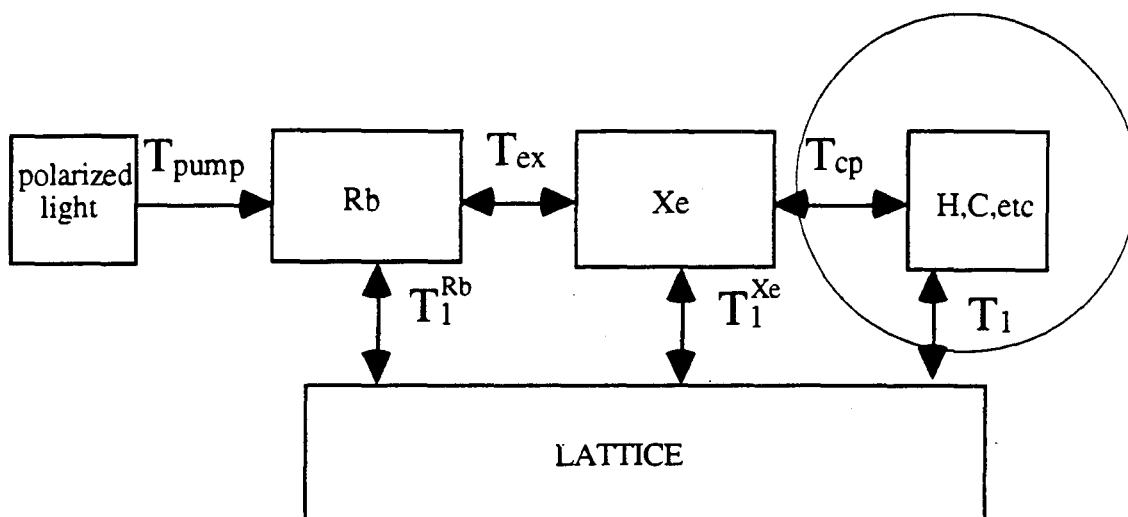 polarized
light
T_pump
Rb
T_ex
Xe
T_cp
H,C,etc
T_1^Rb
T_1^Xe
T_1
LATTICE